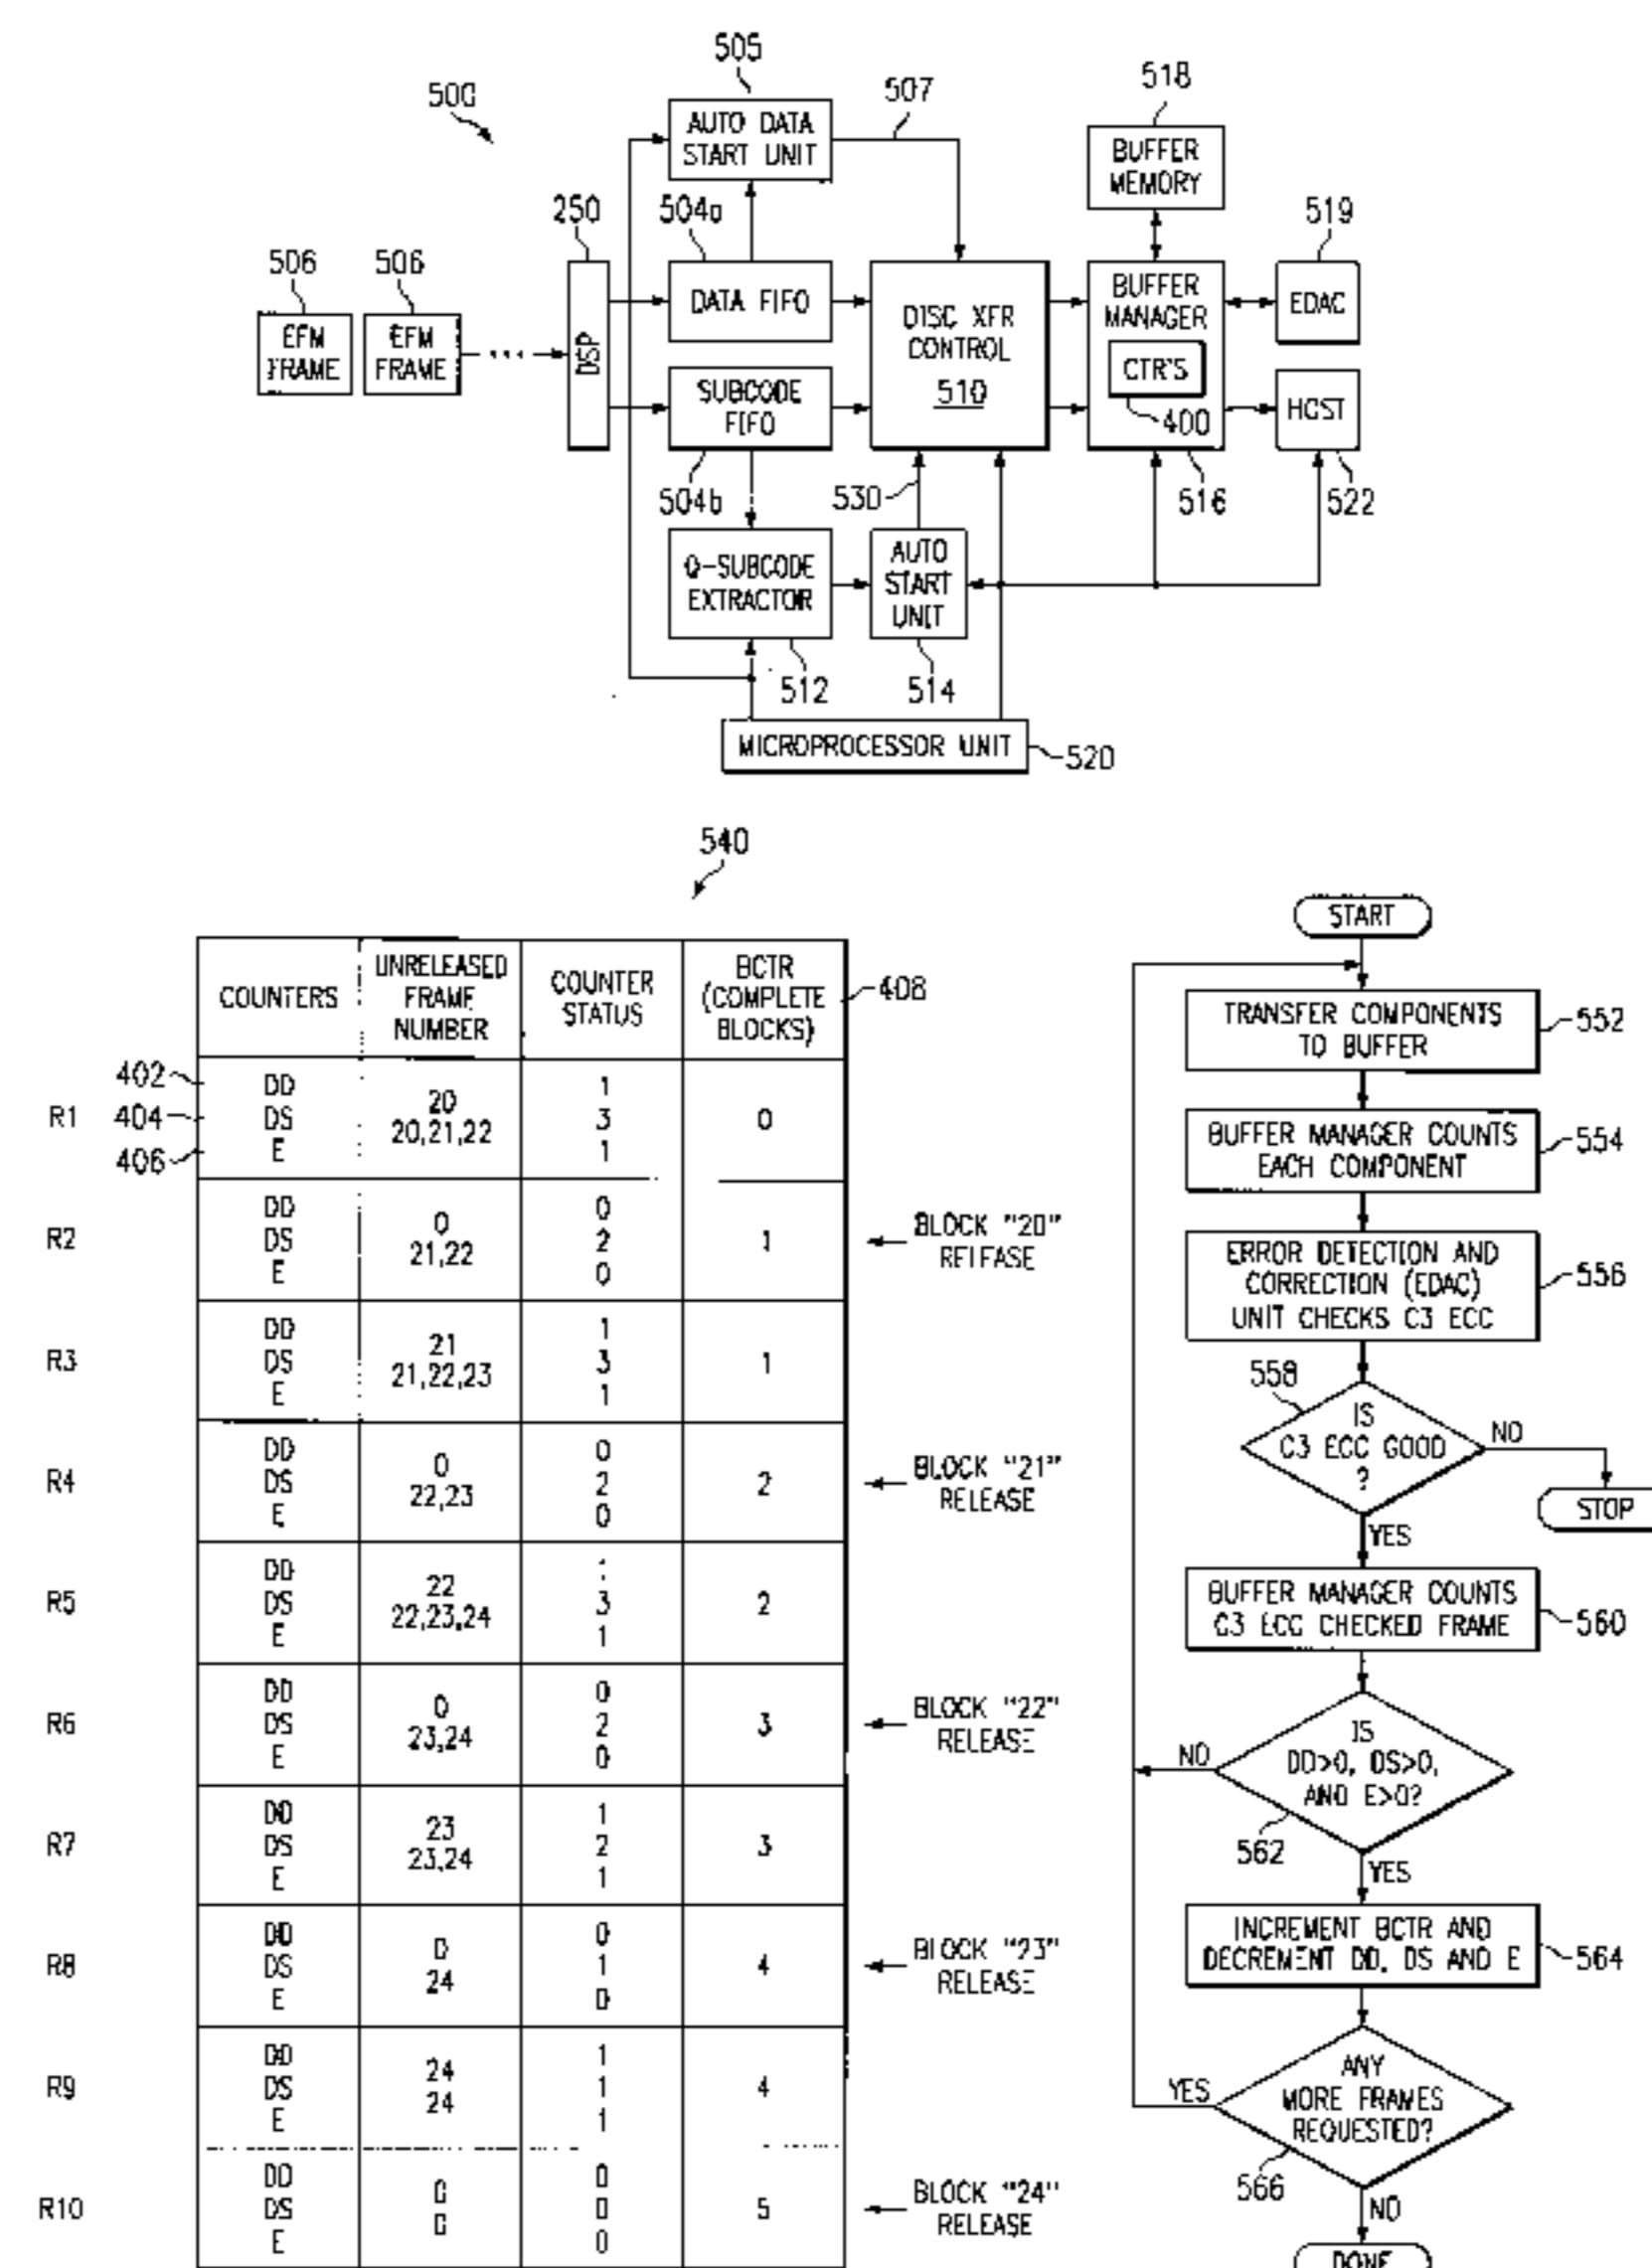 500
505
AUTO DATA
START UNIT
507
518
BUFFER
MEMORY
250
504a
519
506
506
EFM
FRAME
EFM
FRAME
DSP
DATA FIFO
DISC XFR
CONTROL
510
BUFFER
MANAGER
CTR'S
400
EDAC
SUBCODE
FIFO
HOST
504b
530
516
522
Q-SUBCODE
EXTRACTOR
AUTO
START
UNIT
512
514
MICROPROCESSOR UNIT
520
540
COUNTERS
UNRELEASED
FRAME
NUMBER
COUNTER
STATUS
BCTR
(COMPLETE
BLOCKS)
408
402
404
406
R1
DD
DS
E
20
20,21,22
1
3
1
0
R2
DD
DS
E
0
21,22
0
2
0
1
BLOCK "20"
RELEASE
R3
DD
DS
E
21
21,22,23
1
3
1
1
R4
DD
DS
E
0
22,23
0
2
0
2
BLOCK "21"
RELEASE
R5
DD
DS
E
22
22,23,24
1
3
1
2
R6
DD
DS
E
0
23,24
0
2
0
3
BLOCK "22"
RELEASE
R7
DD
DS
E
23
23,24
1
2
1
3
R8
DD
DS
E
0
24
0
1
0
4
BLOCK "23"
RELEASE
R9
DD
DS
E
24
24
1
1
1
4
R10
DD
DS
E
0
0
0
0
0
5
BLOCK "24"
RELEASE
START
TRANSFER COMPONENTS
TO BUFFER
552
BUFFER MANAGER COUNTS
EACH COMPONENT
554
ERROR DETECTION AND
CORRECTION (EDAC)
UNIT CHECKS C3 ECC
556
558
IS
C3 ECC GOOD
?
NO
STOP
YES
BUFFER MANAGER COUNTS
C3 ECC CHECKED FRAME
560
IS
DD>0, DS>0,
AND E>0?
NO
562
YES
INCREMENT BCTR AND
DECREMENT DD, DS AND E
564
ANY
MORE FRAMES
REQUESTED?
YES
566
NO
DONE